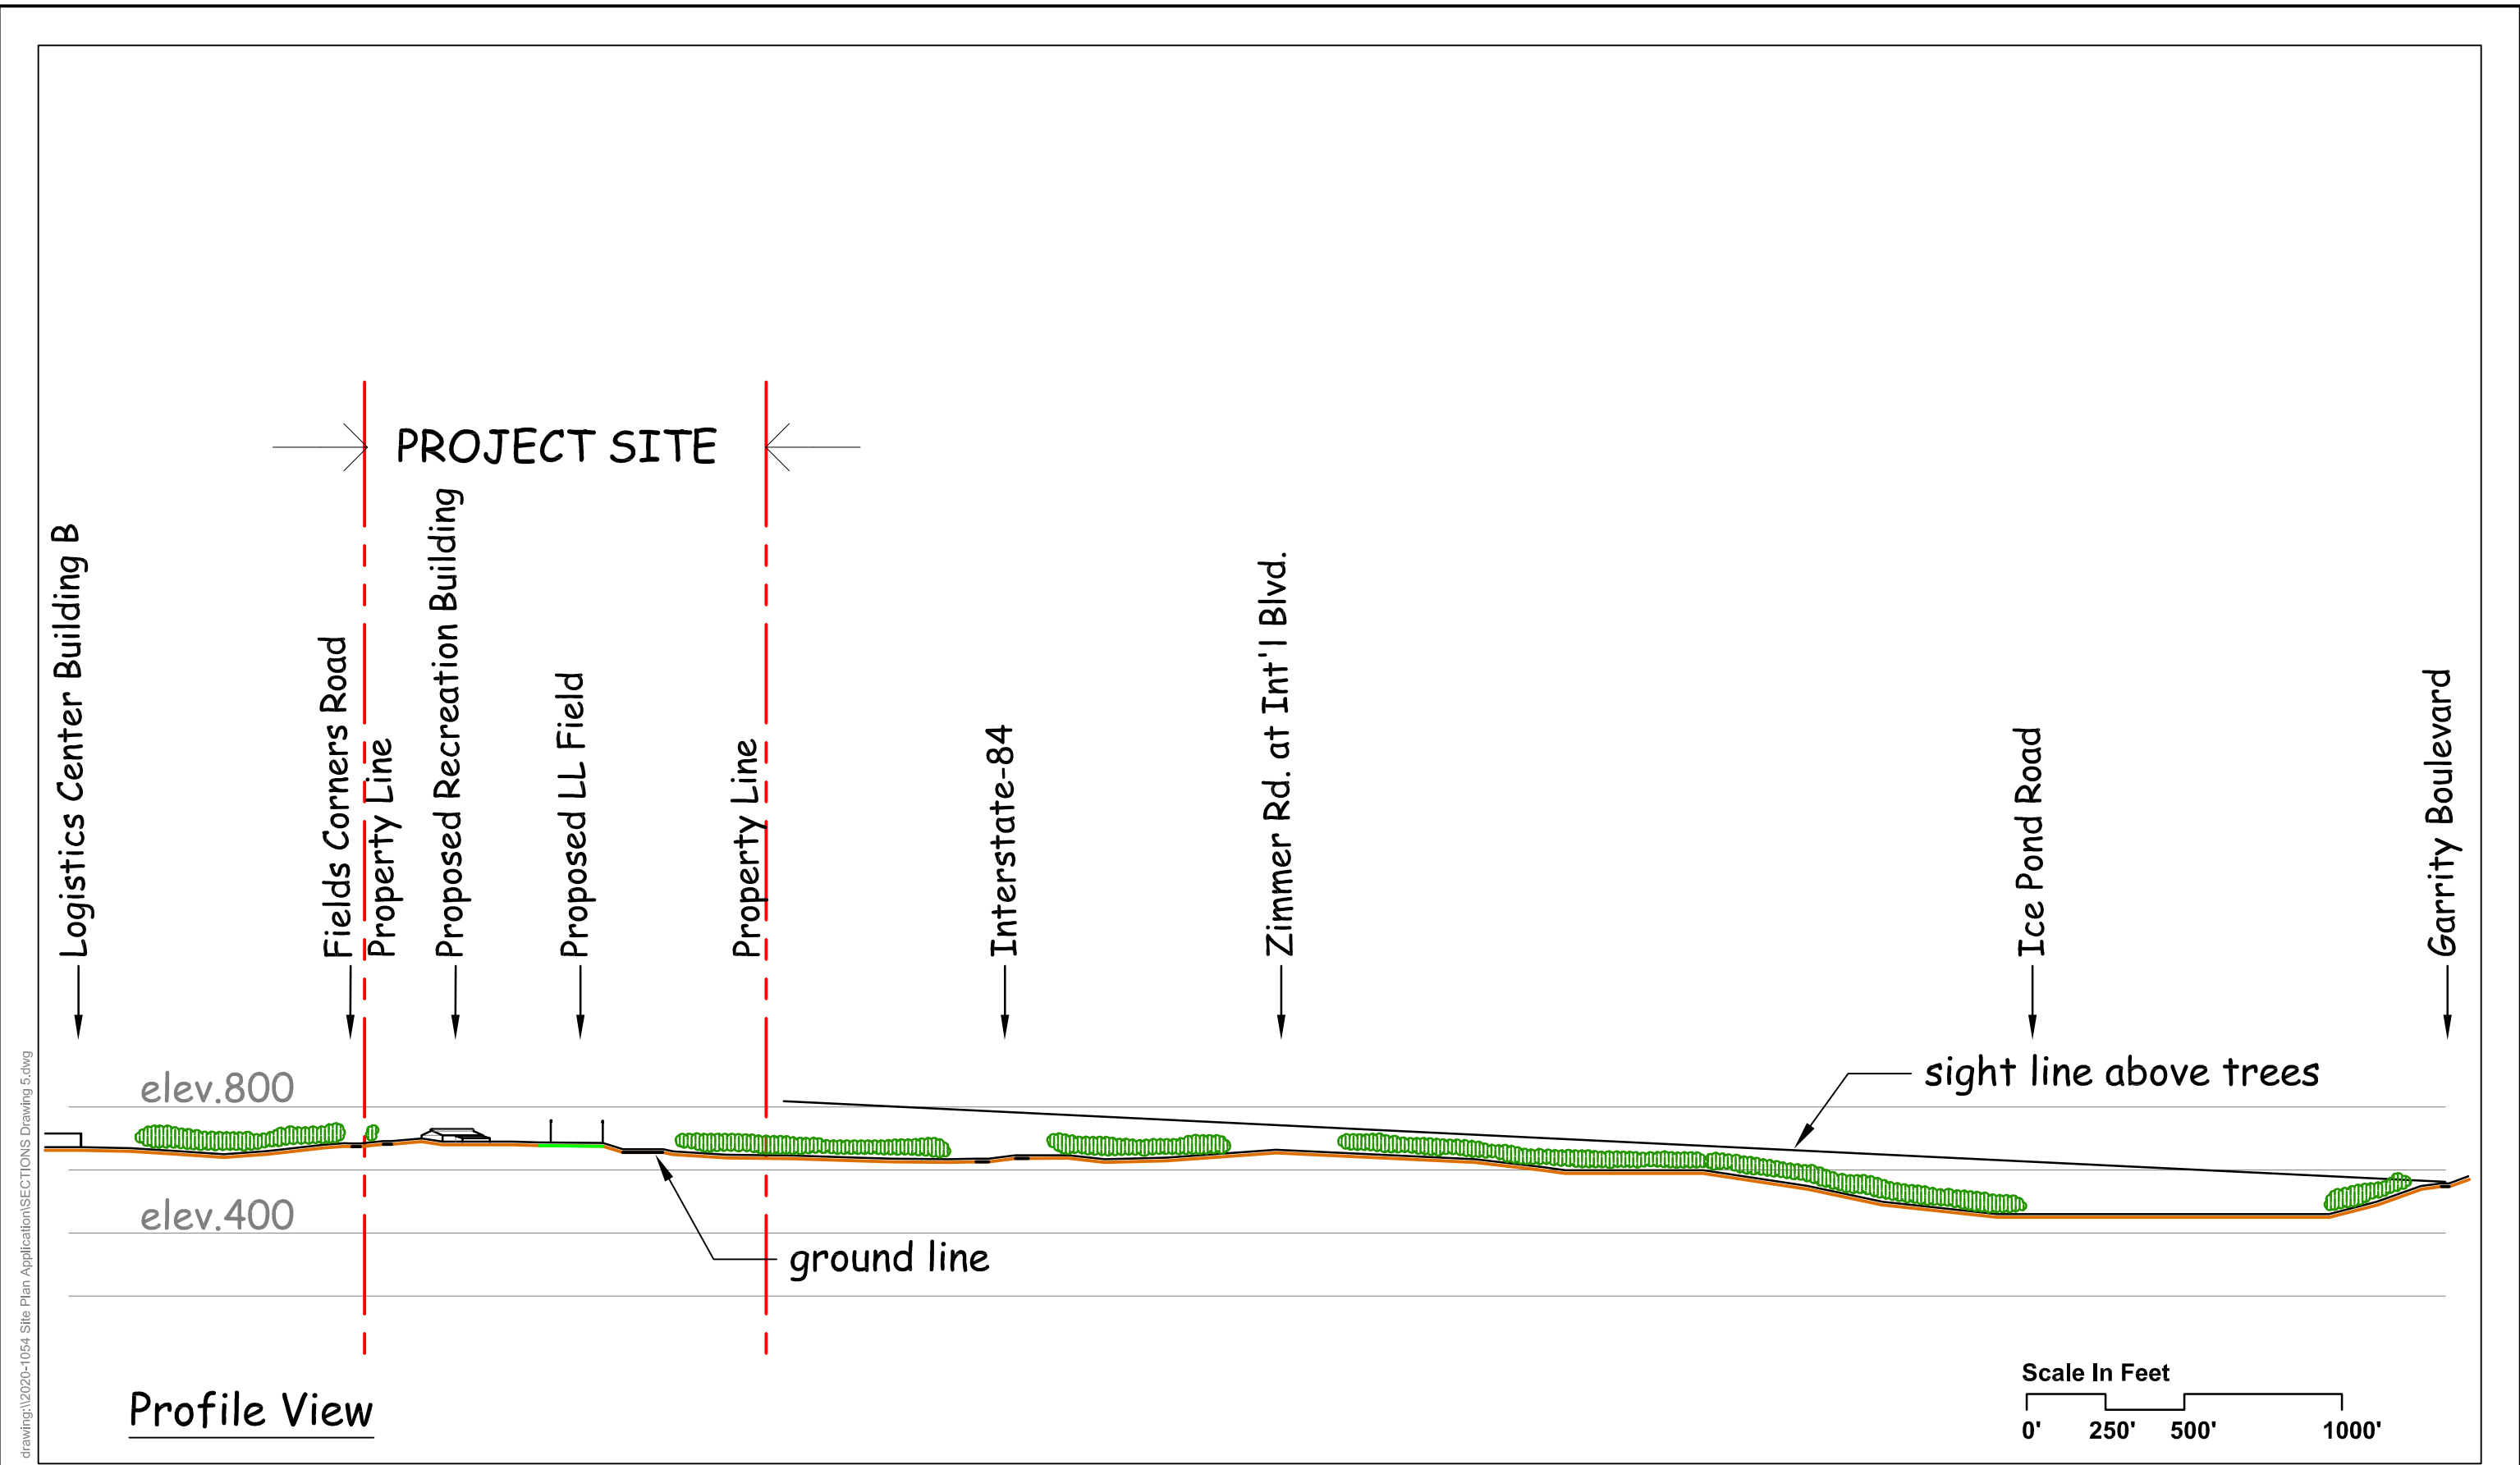 PROJECT SITE
Logistics Center Building B
Fields Corners Road
Property Line
Proposed Recreation Building
Proposed LL Field
Property Line
Interstate-84
Zimmer Rd. at Int'l Blvd.
Ice Pond Road
Garrity Boulevard
elev.800
sight line above trees
elev.400
ground line
Profile View
Scale In Feet
0' 250' 500' 1000'
drawing:\\2020-1054 Site Plan Application\SECTIONS Drawing 5.dwg